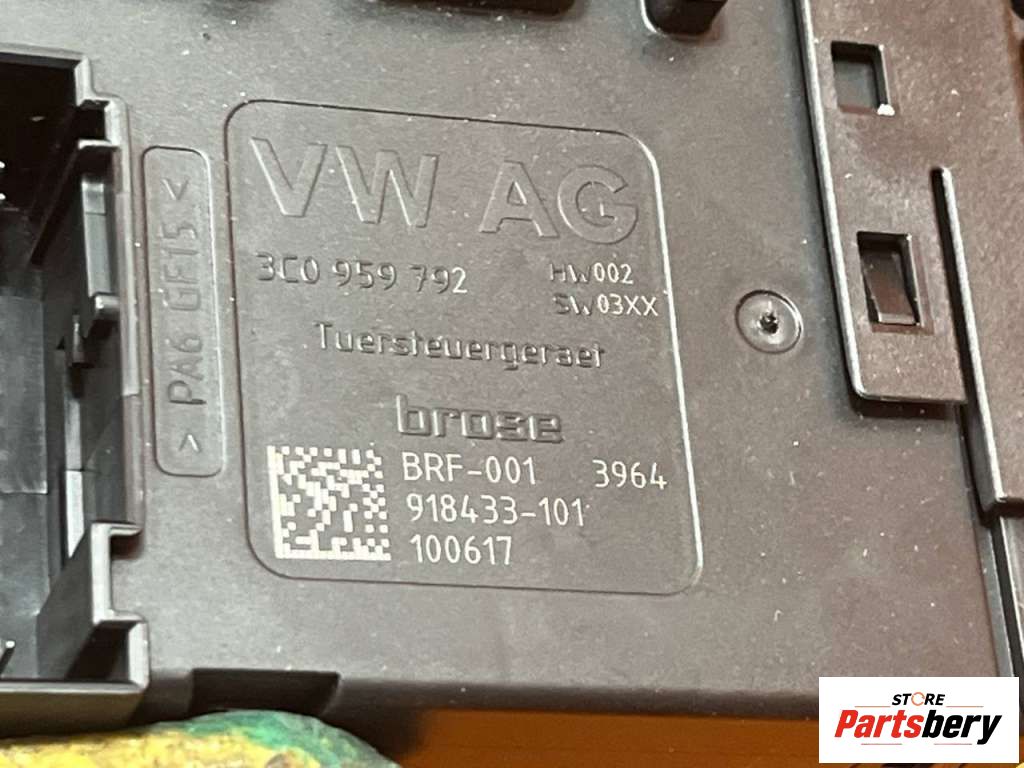 VW AG
3C0 959 792 HW002
SW03XX
Tuersteuergeraet
brose
BRF-001 3964
918433-101
100617
> PA6 GF15 <
STORE
Partsbery